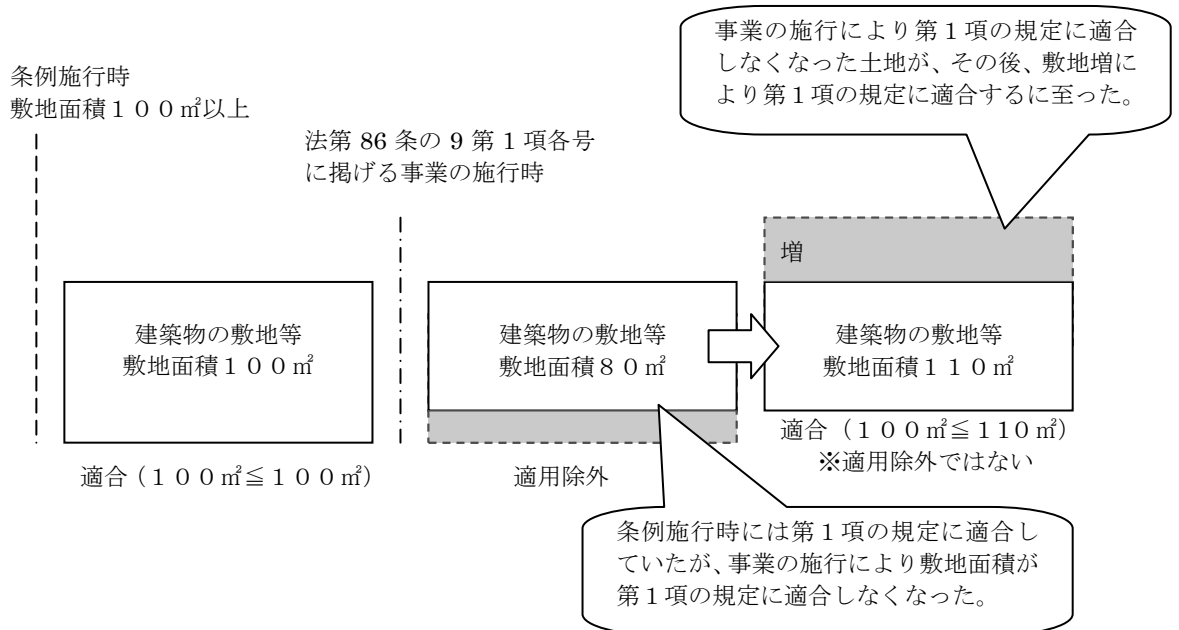 事業の施行により第１項の規定に適合
しなくなった土地が、その後、敷地増に
より第１項の規定に適合するに至った。
条例施行時
敷地面積１００㎡以上
法第 86 条の 9 第 1 項各号
に掲げる事業の施行時
増
建築物の敷地等
敷地面積１００㎡
建築物の敷地等
敷地面積８０㎡
建築物の敷地等
敷地面積１１０㎡
適合（１００㎡≦１００㎡）
適用除外
適合（１００㎡≦110 ㎡）
※適用除外ではない
条例施行時には第１項の規定に適合し
ていたが、事業の施行により敷地面積が
第１項の規定に適合しなくなった。